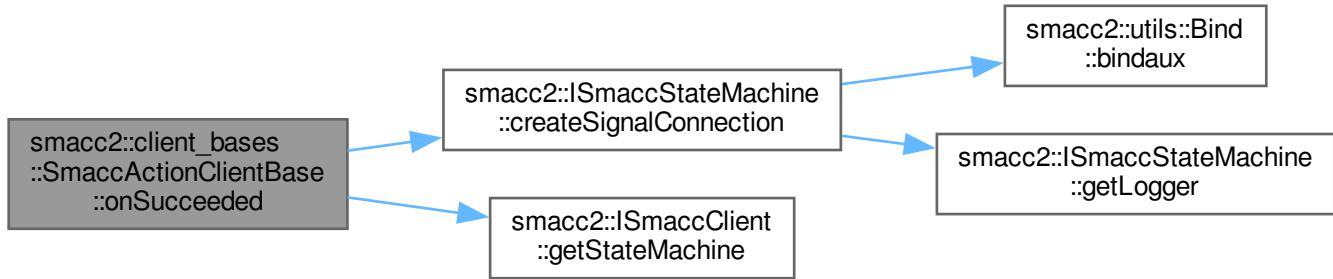 smacc2::client_bases
::SmaccActionClientBase
::onSucceeded
smacc2::ISmaccStateMachine
::createSignalConnection
smacc2::ISmaccClient
::getStateMachine
smacc2::utils::Bind
::bindaux
smacc2::ISmaccStateMachine
::getLogger